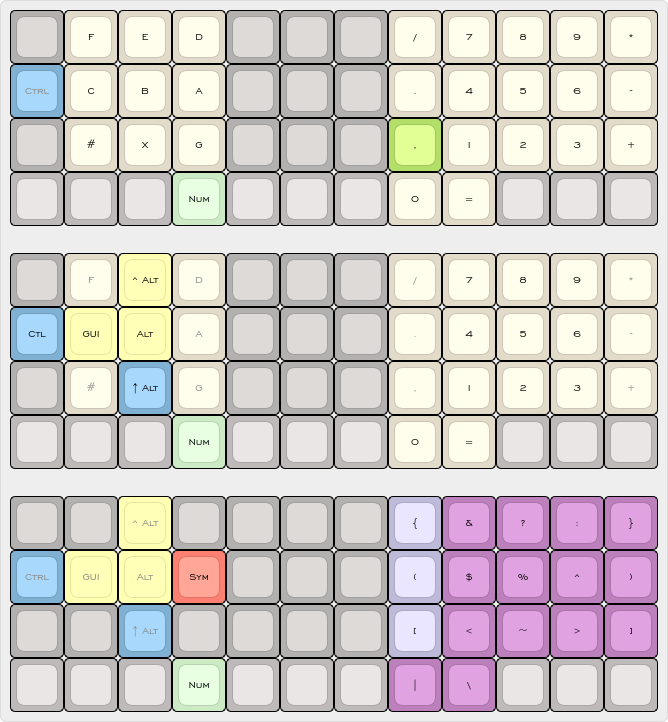 F E D / 7 8 9 *
CTRL C B A . 4 5 6 -
# X G , 1 2 3 +
NUM 0 =
F ^ ALT D / 7 8 9 *
CTL GUI ALT A . 4 5 6 -
# ↑ ALT G , 1 2 3 +
NUM 0 =
^ ALT { & ? : }
CTRL GUI ALT SYM ( $ % ^ )
↑ ALT [ < ~ > ]
NUM | \